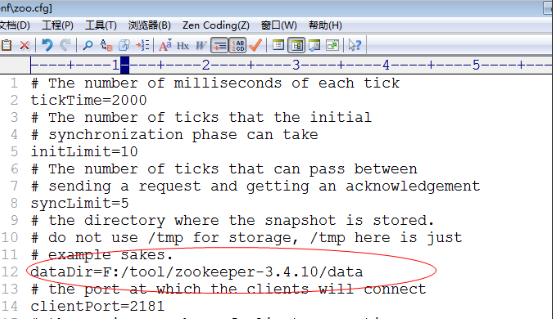 nf\zoo.cfg]
文档(D) 工程(P) 工具(T) 浏览器(B) Zen Coding(Z) 窗口(W) 帮助(H)
----+----1----+----2----+----3----+----4----+----5----+--
1 # The number of milliseconds of each tick
2 tickTime=2000
3 # The number of ticks that the initial
4 # synchronization phase can take
5 initLimit=10
6 # The number of ticks that can pass between
7 # sending a request and getting an acknowledgement
8 syncLimit=5
9 # the directory where the snapshot is stored.
10 # do not use /tmp for storage, /tmp here is just
11 # example sakes.
12 dataDir=F:/tool/zookeeper-3.4.10/data
13 # the port at which the clients will connect
14 clientPort=2181